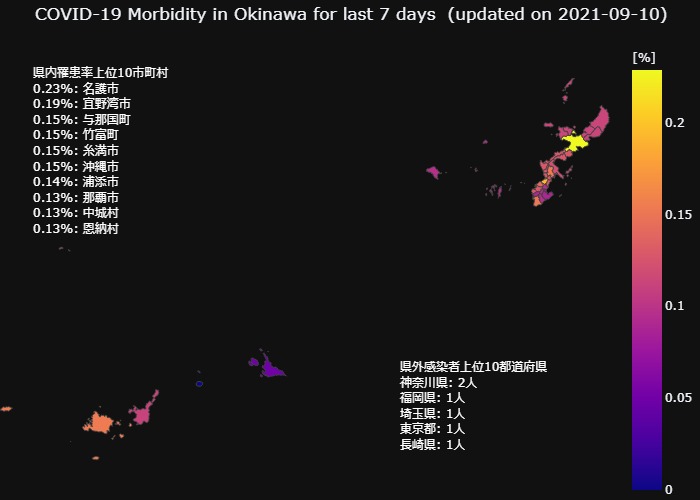 COVID-19 Morbidity in Okinawa for last 7 days  (updated on 2021-09-10)
県内罹患率上位10市町村
0.23%: 名護市
0.19%: 宜野湾市
0.15%: 与那国町
0.15%: 竹富町
0.15%: 糸満市
0.15%: 沖縄市
0.14%: 浦添市
0.13%: 那覇市
0.13%: 中城村
0.13%: 恩納村
[%]
0.2
0.15
0.1
0.05
0
県外感染者上位10都道府県
神奈川県: 2人
福岡県: 1人
埼玉県: 1人
東京都: 1人
長崎県: 1人